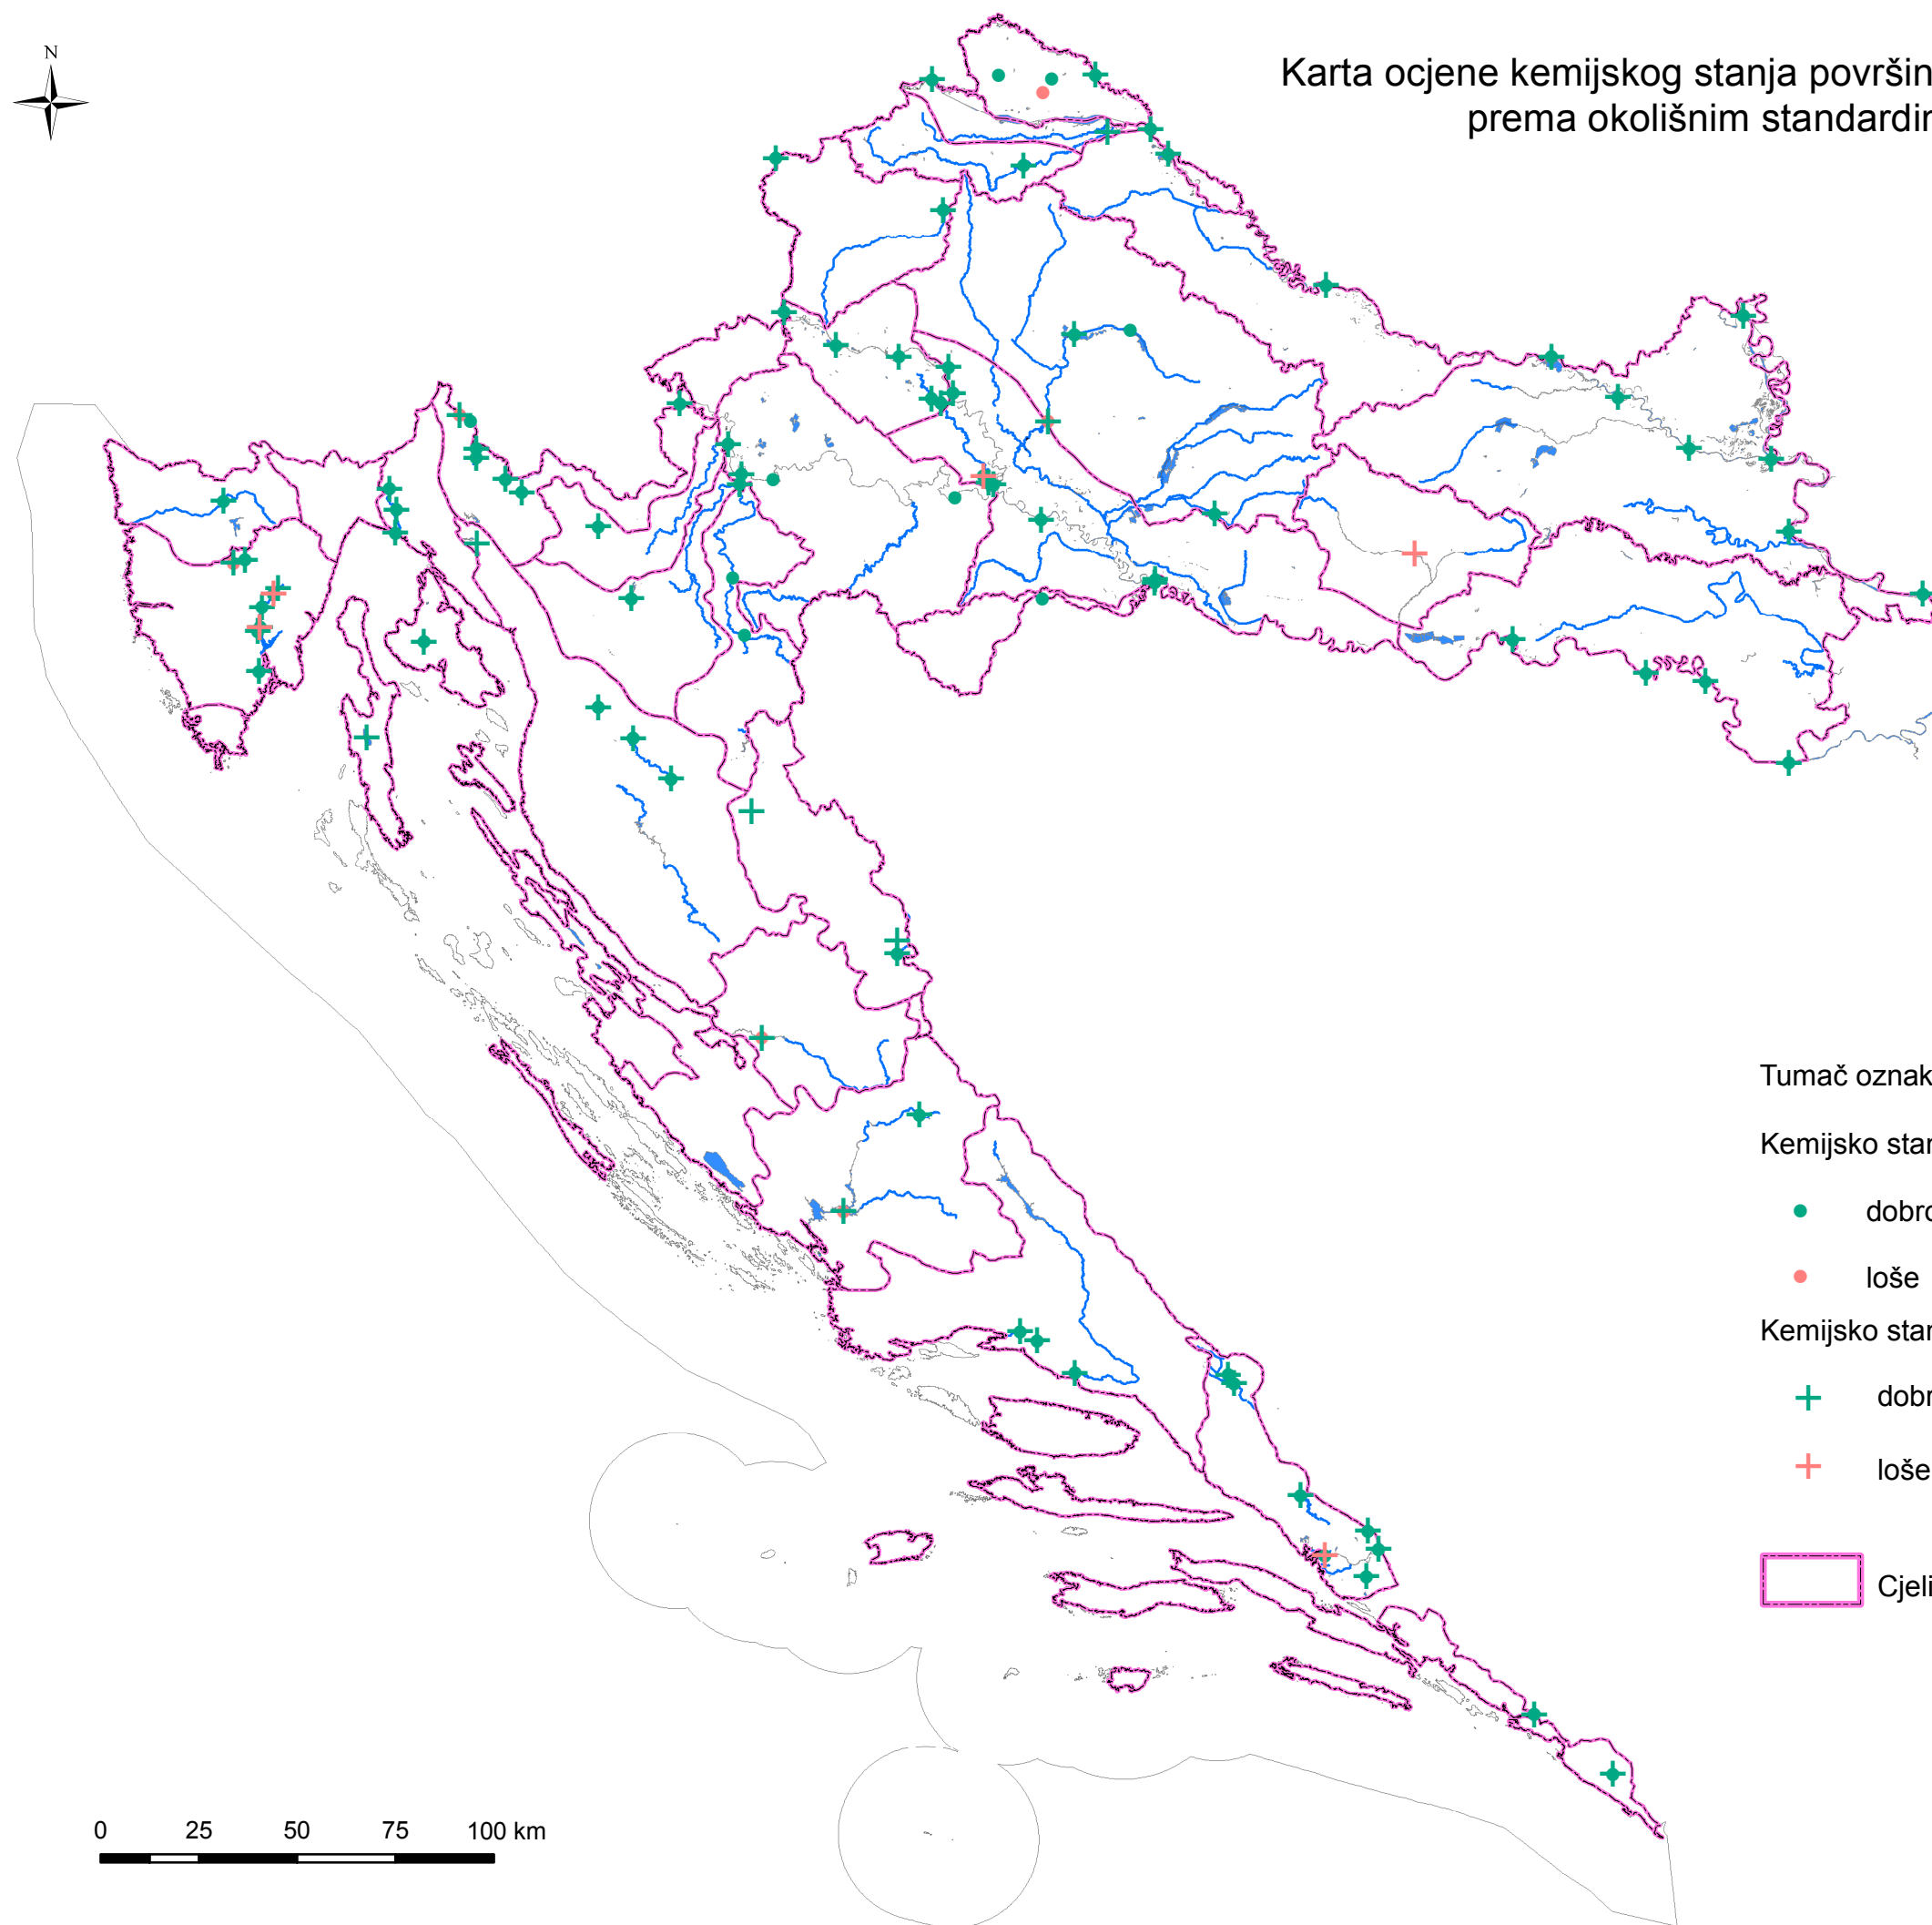 N
Karta ocjene kemijskog stanja površin
prema okolišnim standardin
Tumač oznak
Kemijsko star
dobro
loše
Kemijsko star
dobr
loše
Cjeli
0 25 50 75 100 km